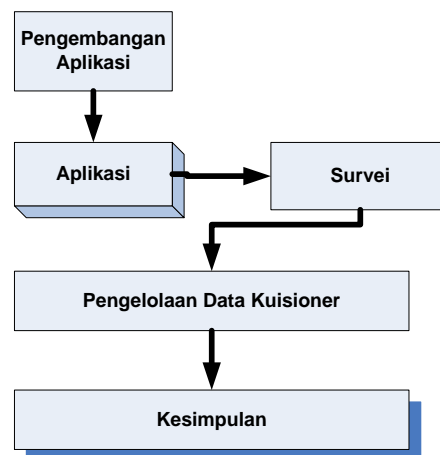 Pengembangan
Aplikasi
Aplikasi
Survei
Pengelolaan Data Kuisioner
Kesimpulan